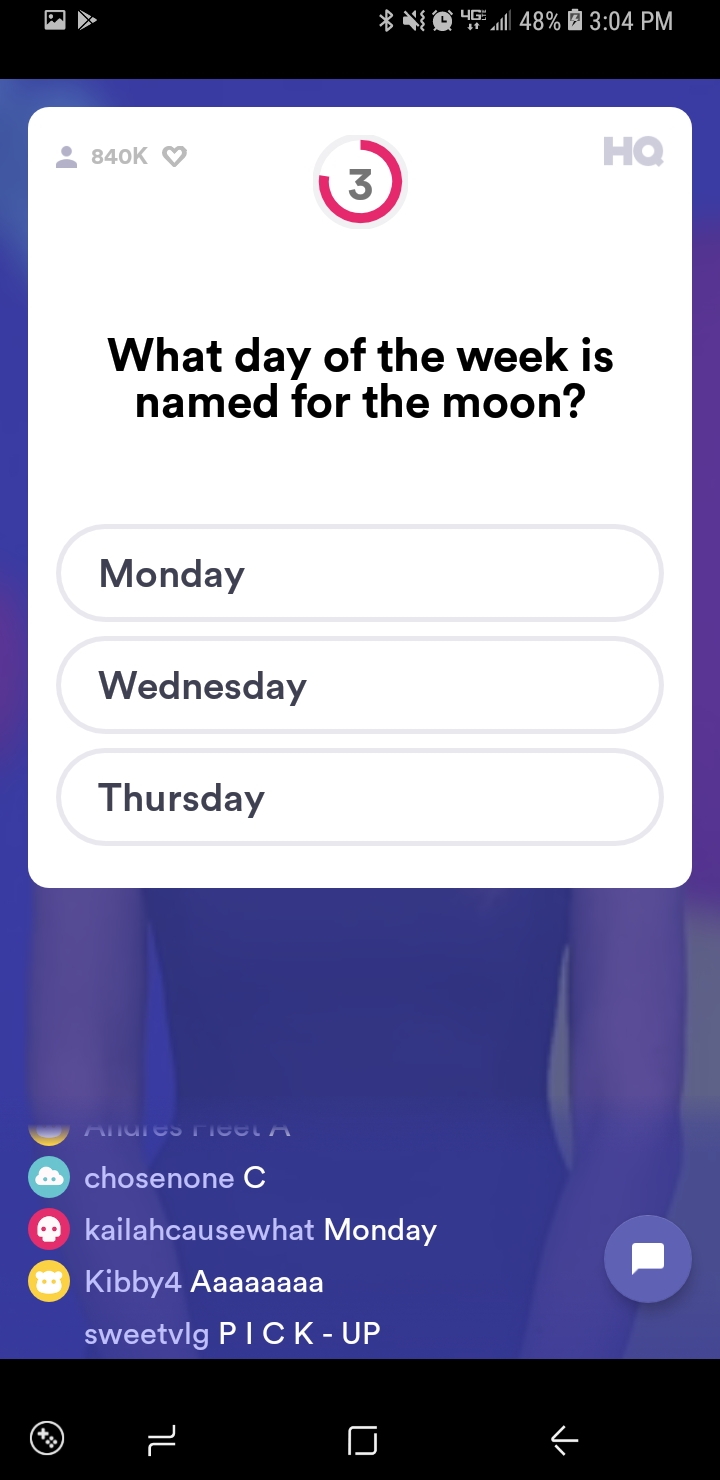 4G 48% 3:04 PM
840K 3 HQ
What day of the week is
named for the moon?
Monday
Wednesday
Thursday
Andres Fleet A
chosenone C
kailahcausewhat Monday
Kibby4 Aaaaaaaa
sweetvlg P I C K - UP